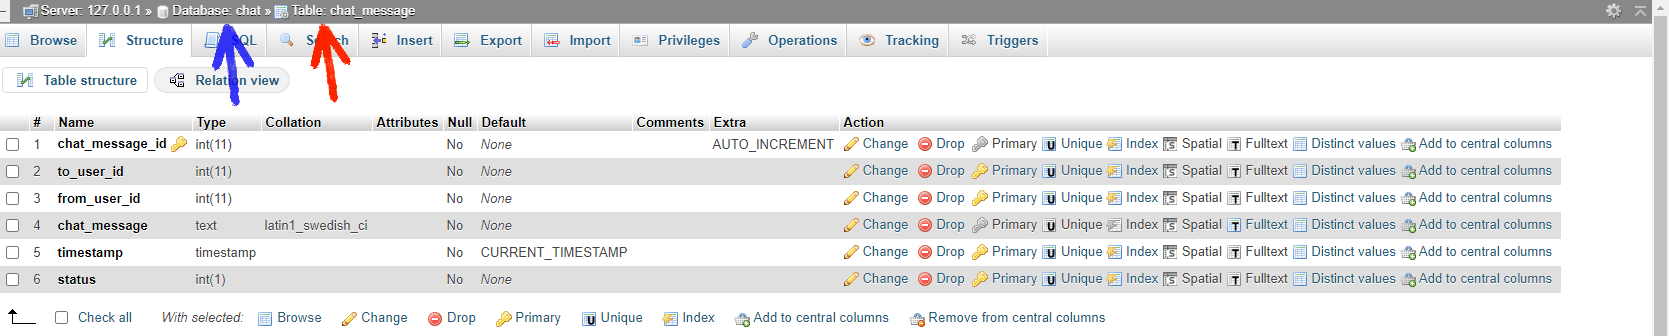 Server: 127.0.0.1 » Database: chat » Table: chat_message
Browse Structure SQL Search Insert Export Import Privileges Operations Tracking Triggers
Table structure Relation view
# Name Type Collation Attributes Null Default Comments Extra Action
1 chat_message_id int(11) No None AUTO_INCREMENT Change Drop Primary Unique Index Spatial Fulltext Distinct values Add to central columns
2 to_user_id int(11) No None Change Drop Primary Unique Index Spatial Fulltext Distinct values Add to central columns
3 from_user_id int(11) No None Change Drop Primary Unique Index Spatial Fulltext Distinct values Add to central columns
4 chat_message text latin1_swedish_ci No None Change Drop Primary Unique Index Spatial Fulltext Distinct values Add to central columns
5 timestamp timestamp No CURRENT_TIMESTAMP Change Drop Primary Unique Index Spatial Fulltext Distinct values Add to central columns
6 status int(1) No None Change Drop Primary Unique Index Spatial Fulltext Distinct values Add to central columns
Check all With selected: Browse Change Drop Primary Unique Index Add to central columns Remove from central columns